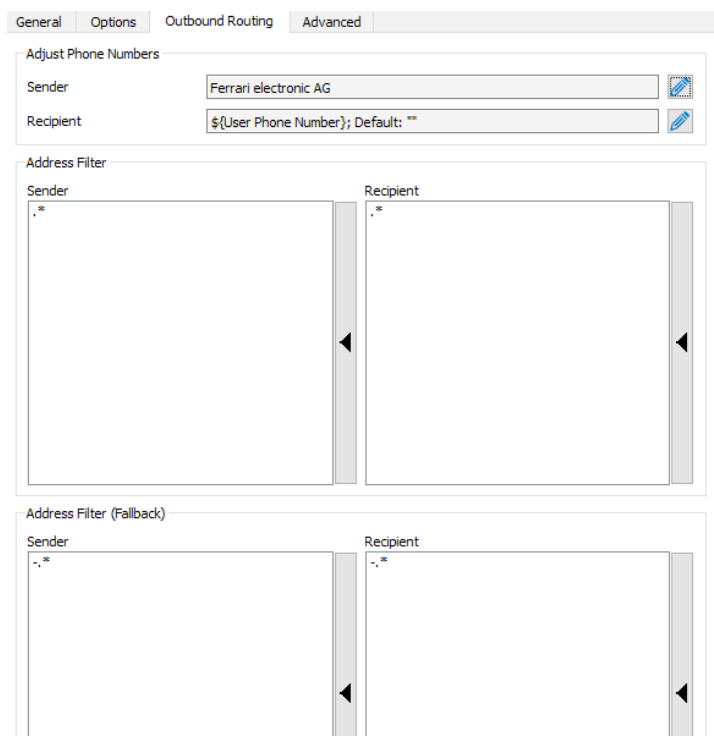 General Options Outbound Routing Advanced
Adjust Phone Numbers
Sender Ferrari electronic AG
Recipient ${User Phone Number}; Default: ""
Address Filter
Sender Recipient
.* .*
Address Filter (Fallback)
Sender Recipient
-.* -.*